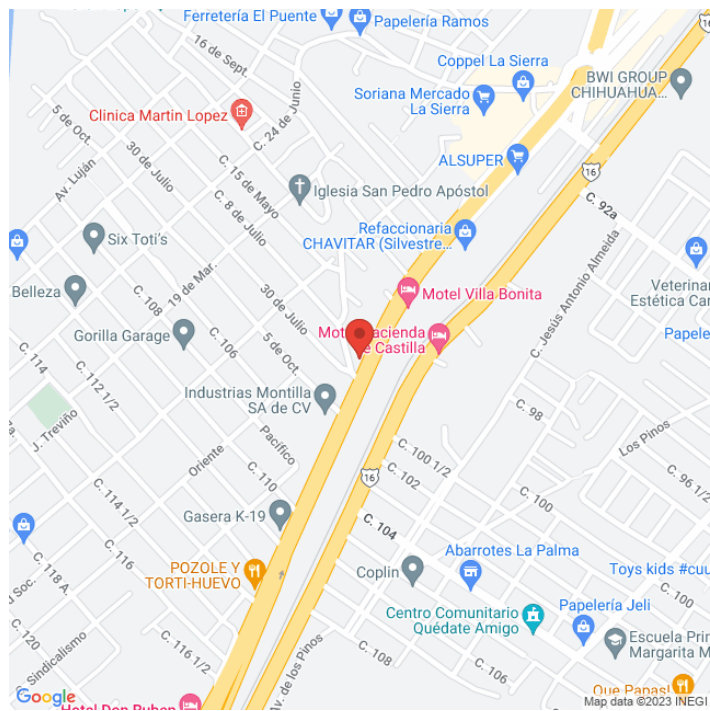 Ferretería El Puente
Papelería Ramos
16
16 de Sept.
Coppel La Sierra
BWI GROUP
CHIHUAHUA...
Soriana Mercado
La Sierra
5 de Oct.
Clinica Martin Lopez
C. 24 de Junio
30 de Julio
ALSUPER
16
Av. Luján
C. 15 de Mayo
Iglesia San Pedro Apóstol
C. 92a
C. 8 de Julio
Six Toti's
Refaccionaria
CHAVITAR (Silvestre...
C. Jesús Antonio Almeida
19 de Mar.
Veterinar
Estética Car
Belleza
C. 108
30 de Julio
Motel Villa Bonita
Gorilla Garage
C. 106
5 de Oct.
Castilla
Papele
C. 114
C. 112 1/2
Industrias Montilla
SA de CV
C. 98
J. Treviño
Pacífico
Los Pinos
C. 100 1/2
Oriente
C. 110
16
C. 102
C. 100
C. 96 1/2
C. 114 1/2
Gasera K-19
C. 104
C. 116
Abarrotes La Palma
POZOLE Y
TORTI-HUEVO
Coplin
Toys kids #cuu
C. 118 A.
d Soc.
C. 100
Centro Comunitario
Quédate Amigo
Papelería Jeli
C. 120
Sindicalismo
C. 116 1/2
Av. de los Pinos
C. 108
C. 106
Escuela Prin
Margarita M
Que Papas!
Google
Hotel Don Ruben
Map data ©2023 INEGI